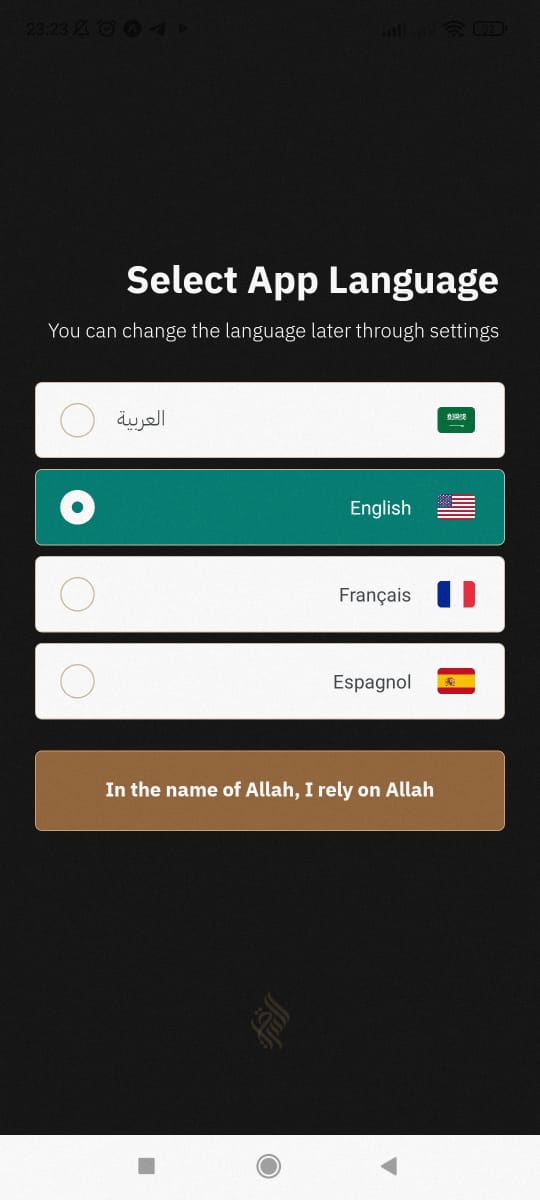 23:23
92
Select App Language
You can change the language later through settings
العربية
English
Français
Espagnol
In the name of Allah, I rely on Allah